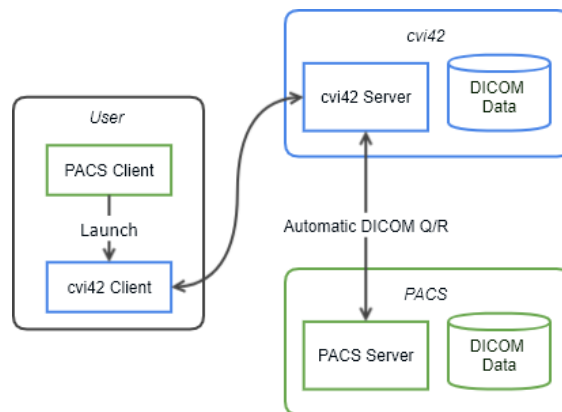 cvi42
cvi42 Server
DICOM
Data
User
PACS Client
Launch
cvi42 Client
Automatic DICOM Q/R
PACS
PACS Server
DICOM
Data